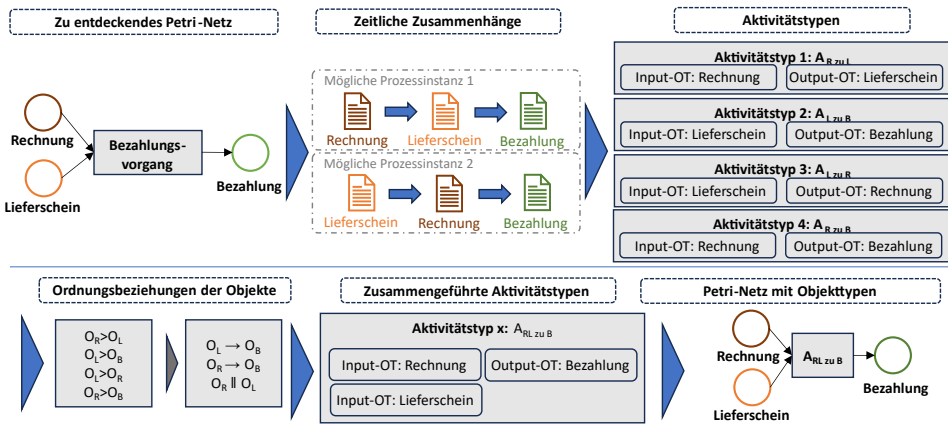 Zu entdeckendes Petri-Netz
Rechnung
Lieferschein
Bezahlungs-
vorgang
Bezahlung
Zeitliche Zusammenhänge
Mögliche Prozessinstanz 1
Rechnung
Lieferschein
Bezahlung
Mögliche Prozessinstanz 2
Lieferschein
Rechnung
Bezahlung
Aktivitätstypen
Aktivitätstyp 1: A R zu L
Input-OT: Rechnung
Output-OT: Lieferschein
Aktivitätstyp 2: A L zu B
Input-OT: Lieferschein
Output-OT: Bezahlung
Aktivitätstyp 3: A L zu R
Input-OT: Lieferschein
Output-OT: Rechnung
Aktivitätstyp 4: A R zu B
Input-OT: Rechnung
Output-OT: Bezahlung
Ordnungsbeziehungen der Objekte
O_R>O_L
O_L>O_B
O_L>O_R
O_R>O_B
O_L → O_B
O_R → O_B
O_R ǁ O_L
Zusammengeführte Aktivitätstypen
Aktivitätstyp x: A_RL zu B
Input-OT: Rechnung
Output-OT: Bezahlung
Input-OT: Lieferschein
Petri-Netz mit Objekttypen
Rechnung
Lieferschein
A_RL zu B
Bezahlung